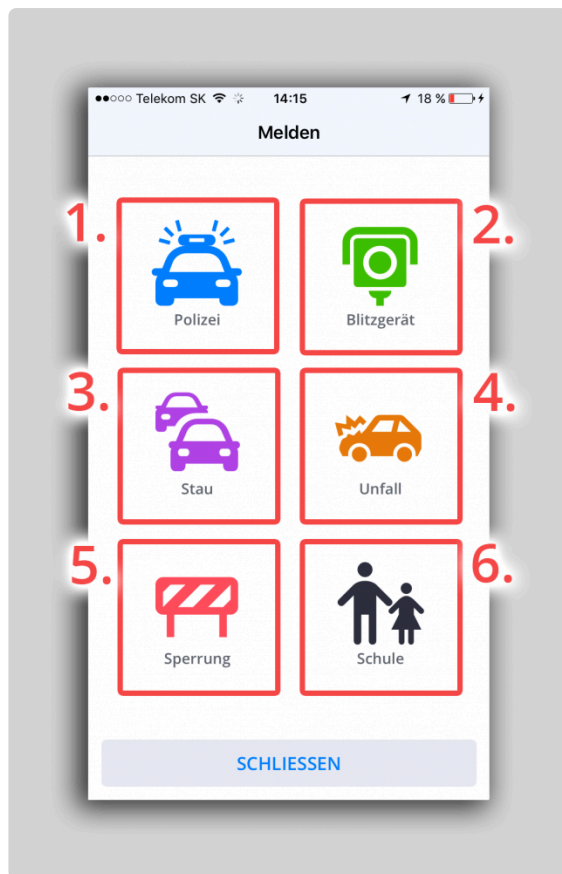 Telekom SK 14:15 18 %
Melden
1. 2.
Polizei Blitzgerät
3. 4.
Stau Unfall
5. 6.
Sperrung Schule
SCHLIESSEN